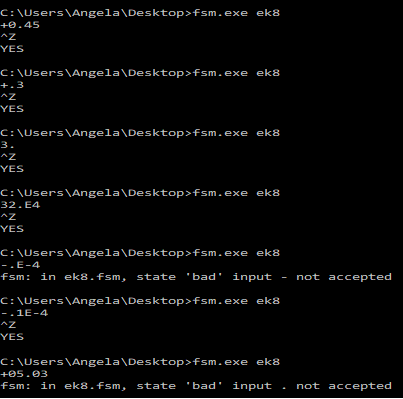 C:\Users\Angela\Desktop>fsm.exe ek8
+0.45
^Z
YES
C:\Users\Angela\Desktop>fsm.exe ek8
+.3
^Z
YES
C:\Users\Angela\Desktop>fsm.exe ek8
3.
^Z
YES
C:\Users\Angela\Desktop>fsm.exe ek8
32.E4
^Z
YES
C:\Users\Angela\Desktop>fsm.exe ek8
-.E-4
fsm: in ek8.fsm, state 'bad' input - not accepted
C:\Users\Angela\Desktop>fsm.exe ek8
-.1E-4
^Z
YES
C:\Users\Angela\Desktop>fsm.exe ek8
+05.03
fsm: in ek8.fsm, state 'bad' input . not accepted